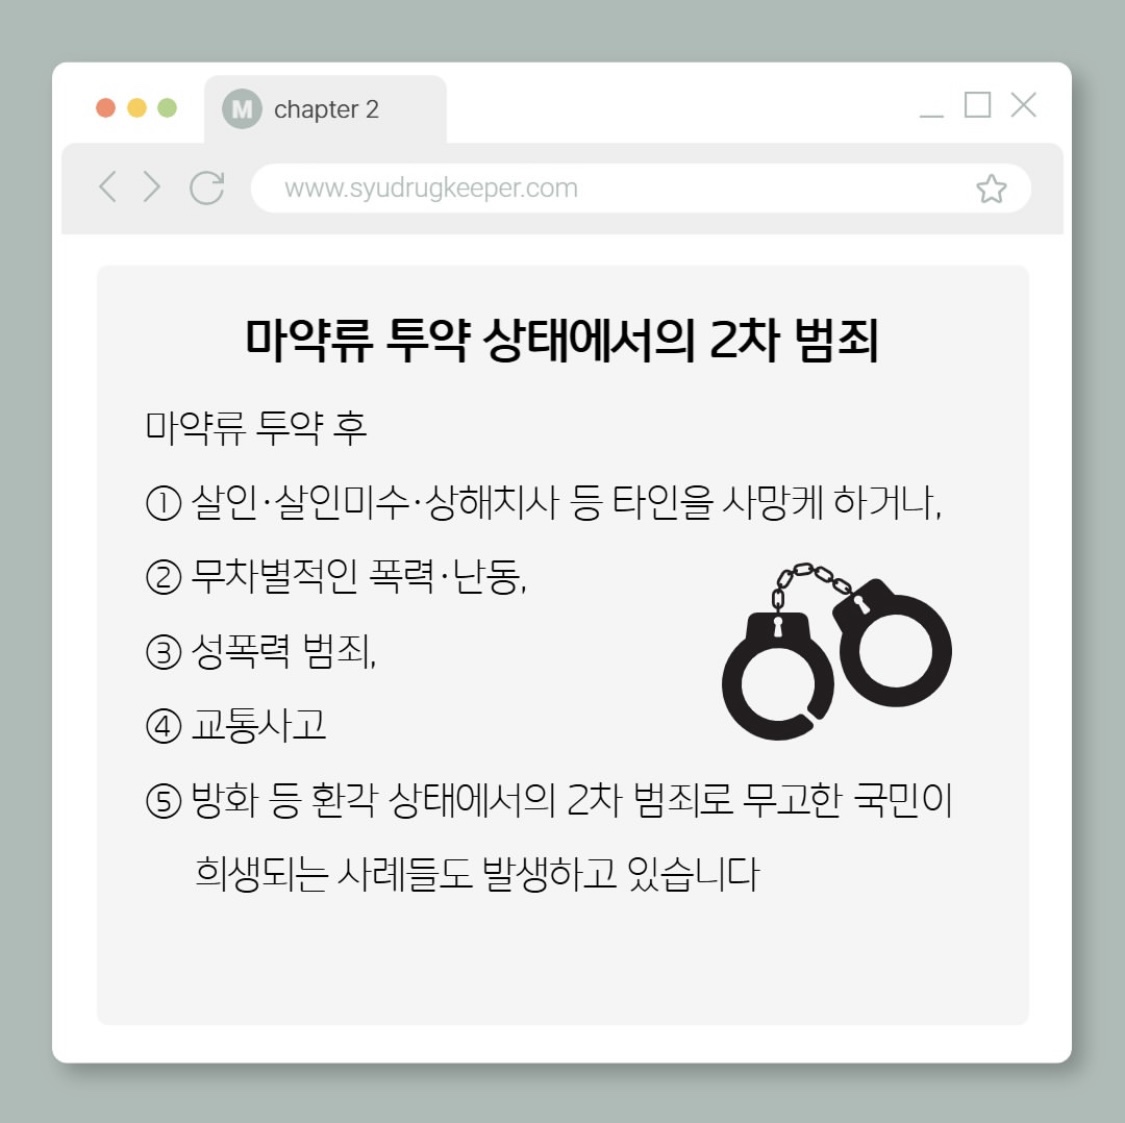 M chapter 2
www.syudrugkeeper.com
마약류 투약 상태에서의 2차 범죄
마약류 투약 후
① 살인·살인미수·상해치사 등 타인을 사망케 하거나,
② 무차별적인 폭력·난동,
③ 성폭력 범죄,
④ 교통사고
⑤ 방화 등 환각 상태에서의 2차 범죄로 무고한 국민이
희생되는 사례들도 발생하고 있습니다